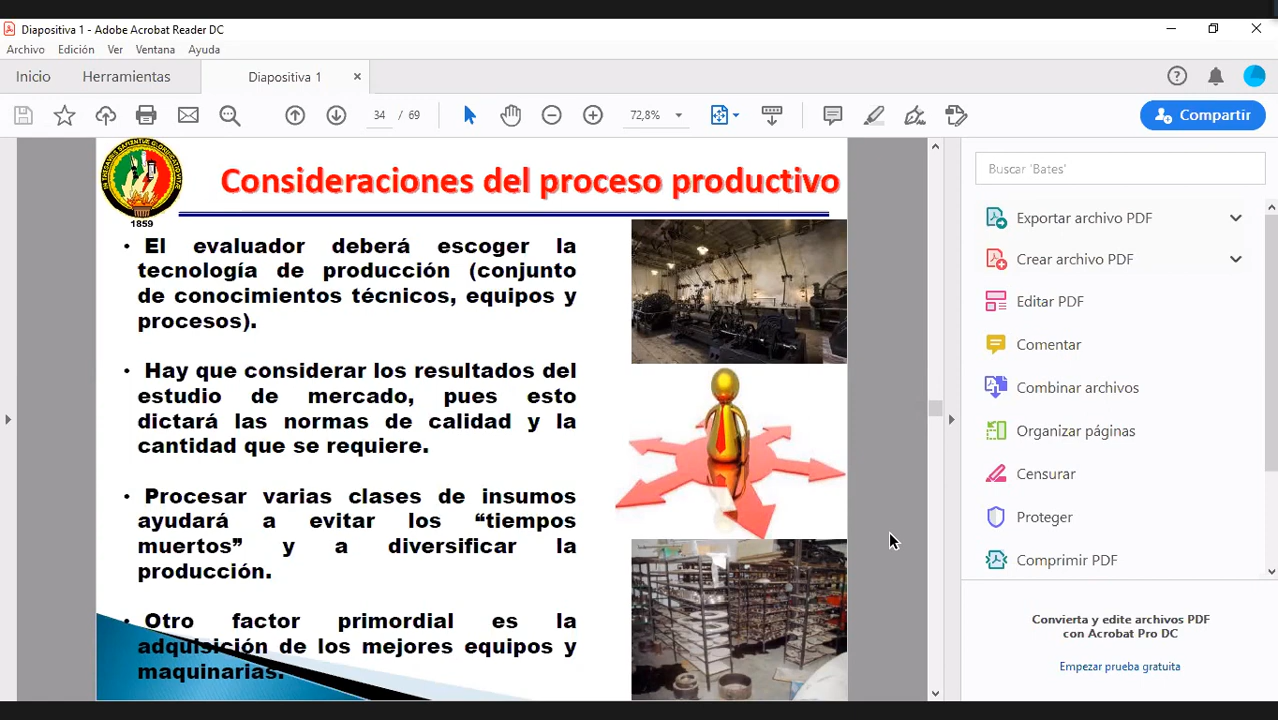 Diapositiva 1 - Adobe Acrobat Reader DC
Archivo Edición Ver Ventana Ayuda
Inicio Herramientas Diapositiva 1
34 / 69 72,8% Compartir
Consideraciones del proceso productivo
1859
• El evaluador deberá escoger la
tecnología de producción (conjunto
de conocimientos técnicos, equipos y
procesos).
• Hay que considerar los resultados del
estudio de mercado, pues esto
dictará las normas de calidad y la
cantidad que se requiere.
• Procesar varias clases de insumos
ayudará a evitar los “tiempos
muertos” y a diversificar la
producción.
• Otro factor primordial es la
adquisición de los mejores equipos y
maquinarias.
Buscar 'Bates'
Exportar archivo PDF
Crear archivo PDF
Editar PDF
Comentar
Combinar archivos
Organizar páginas
Censurar
Proteger
Comprimir PDF
Convierta y edite archivos PDF
con Acrobat Pro DC
Empezar prueba gratuita